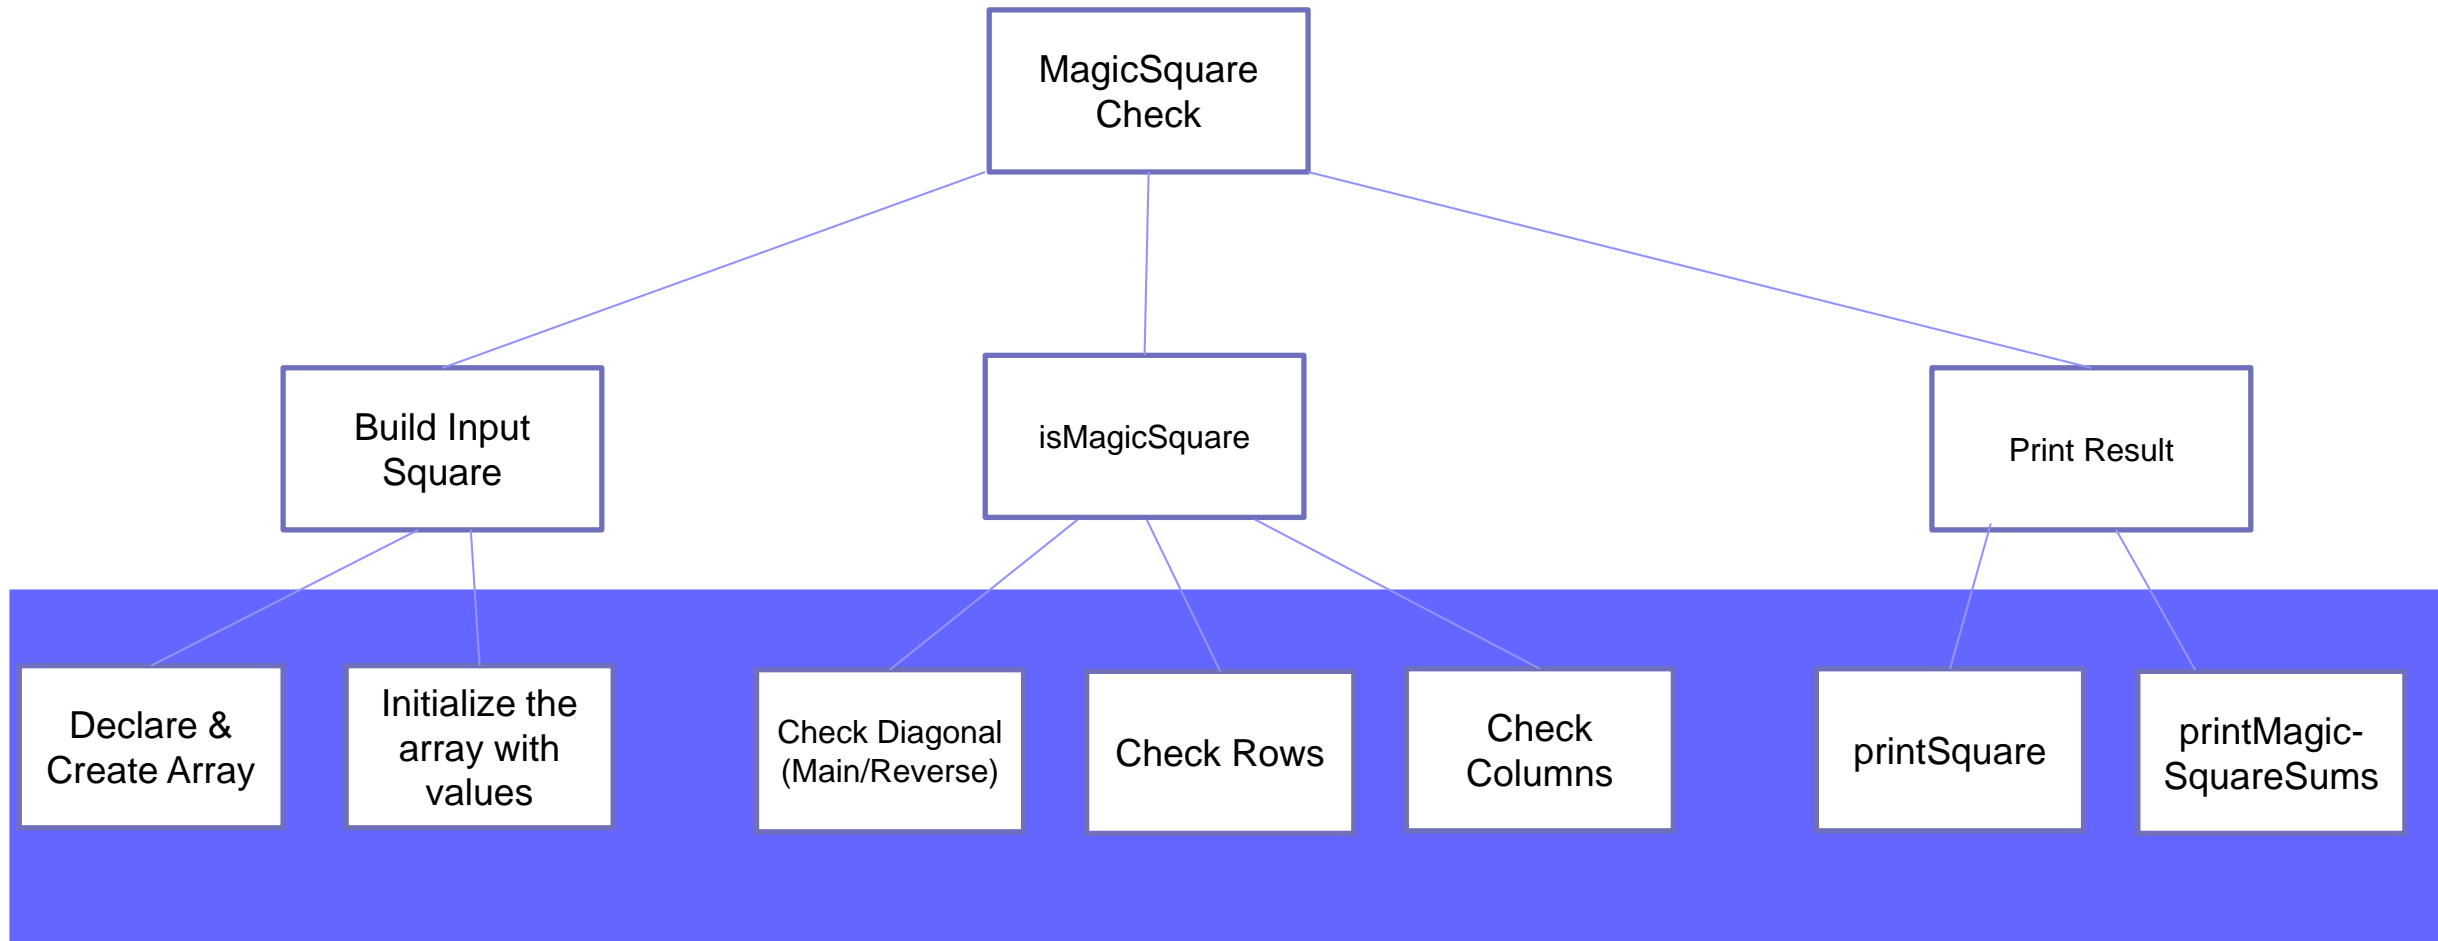 MagicSquare
Check
Build Input
Square
isMagicSquare
Print Result
Declare &
Create Array
Initialize the
array with
values
Check Diagonal
(Main/Reverse)
Check Rows
Check
Columns
printSquare
printMagic-
SquareSums